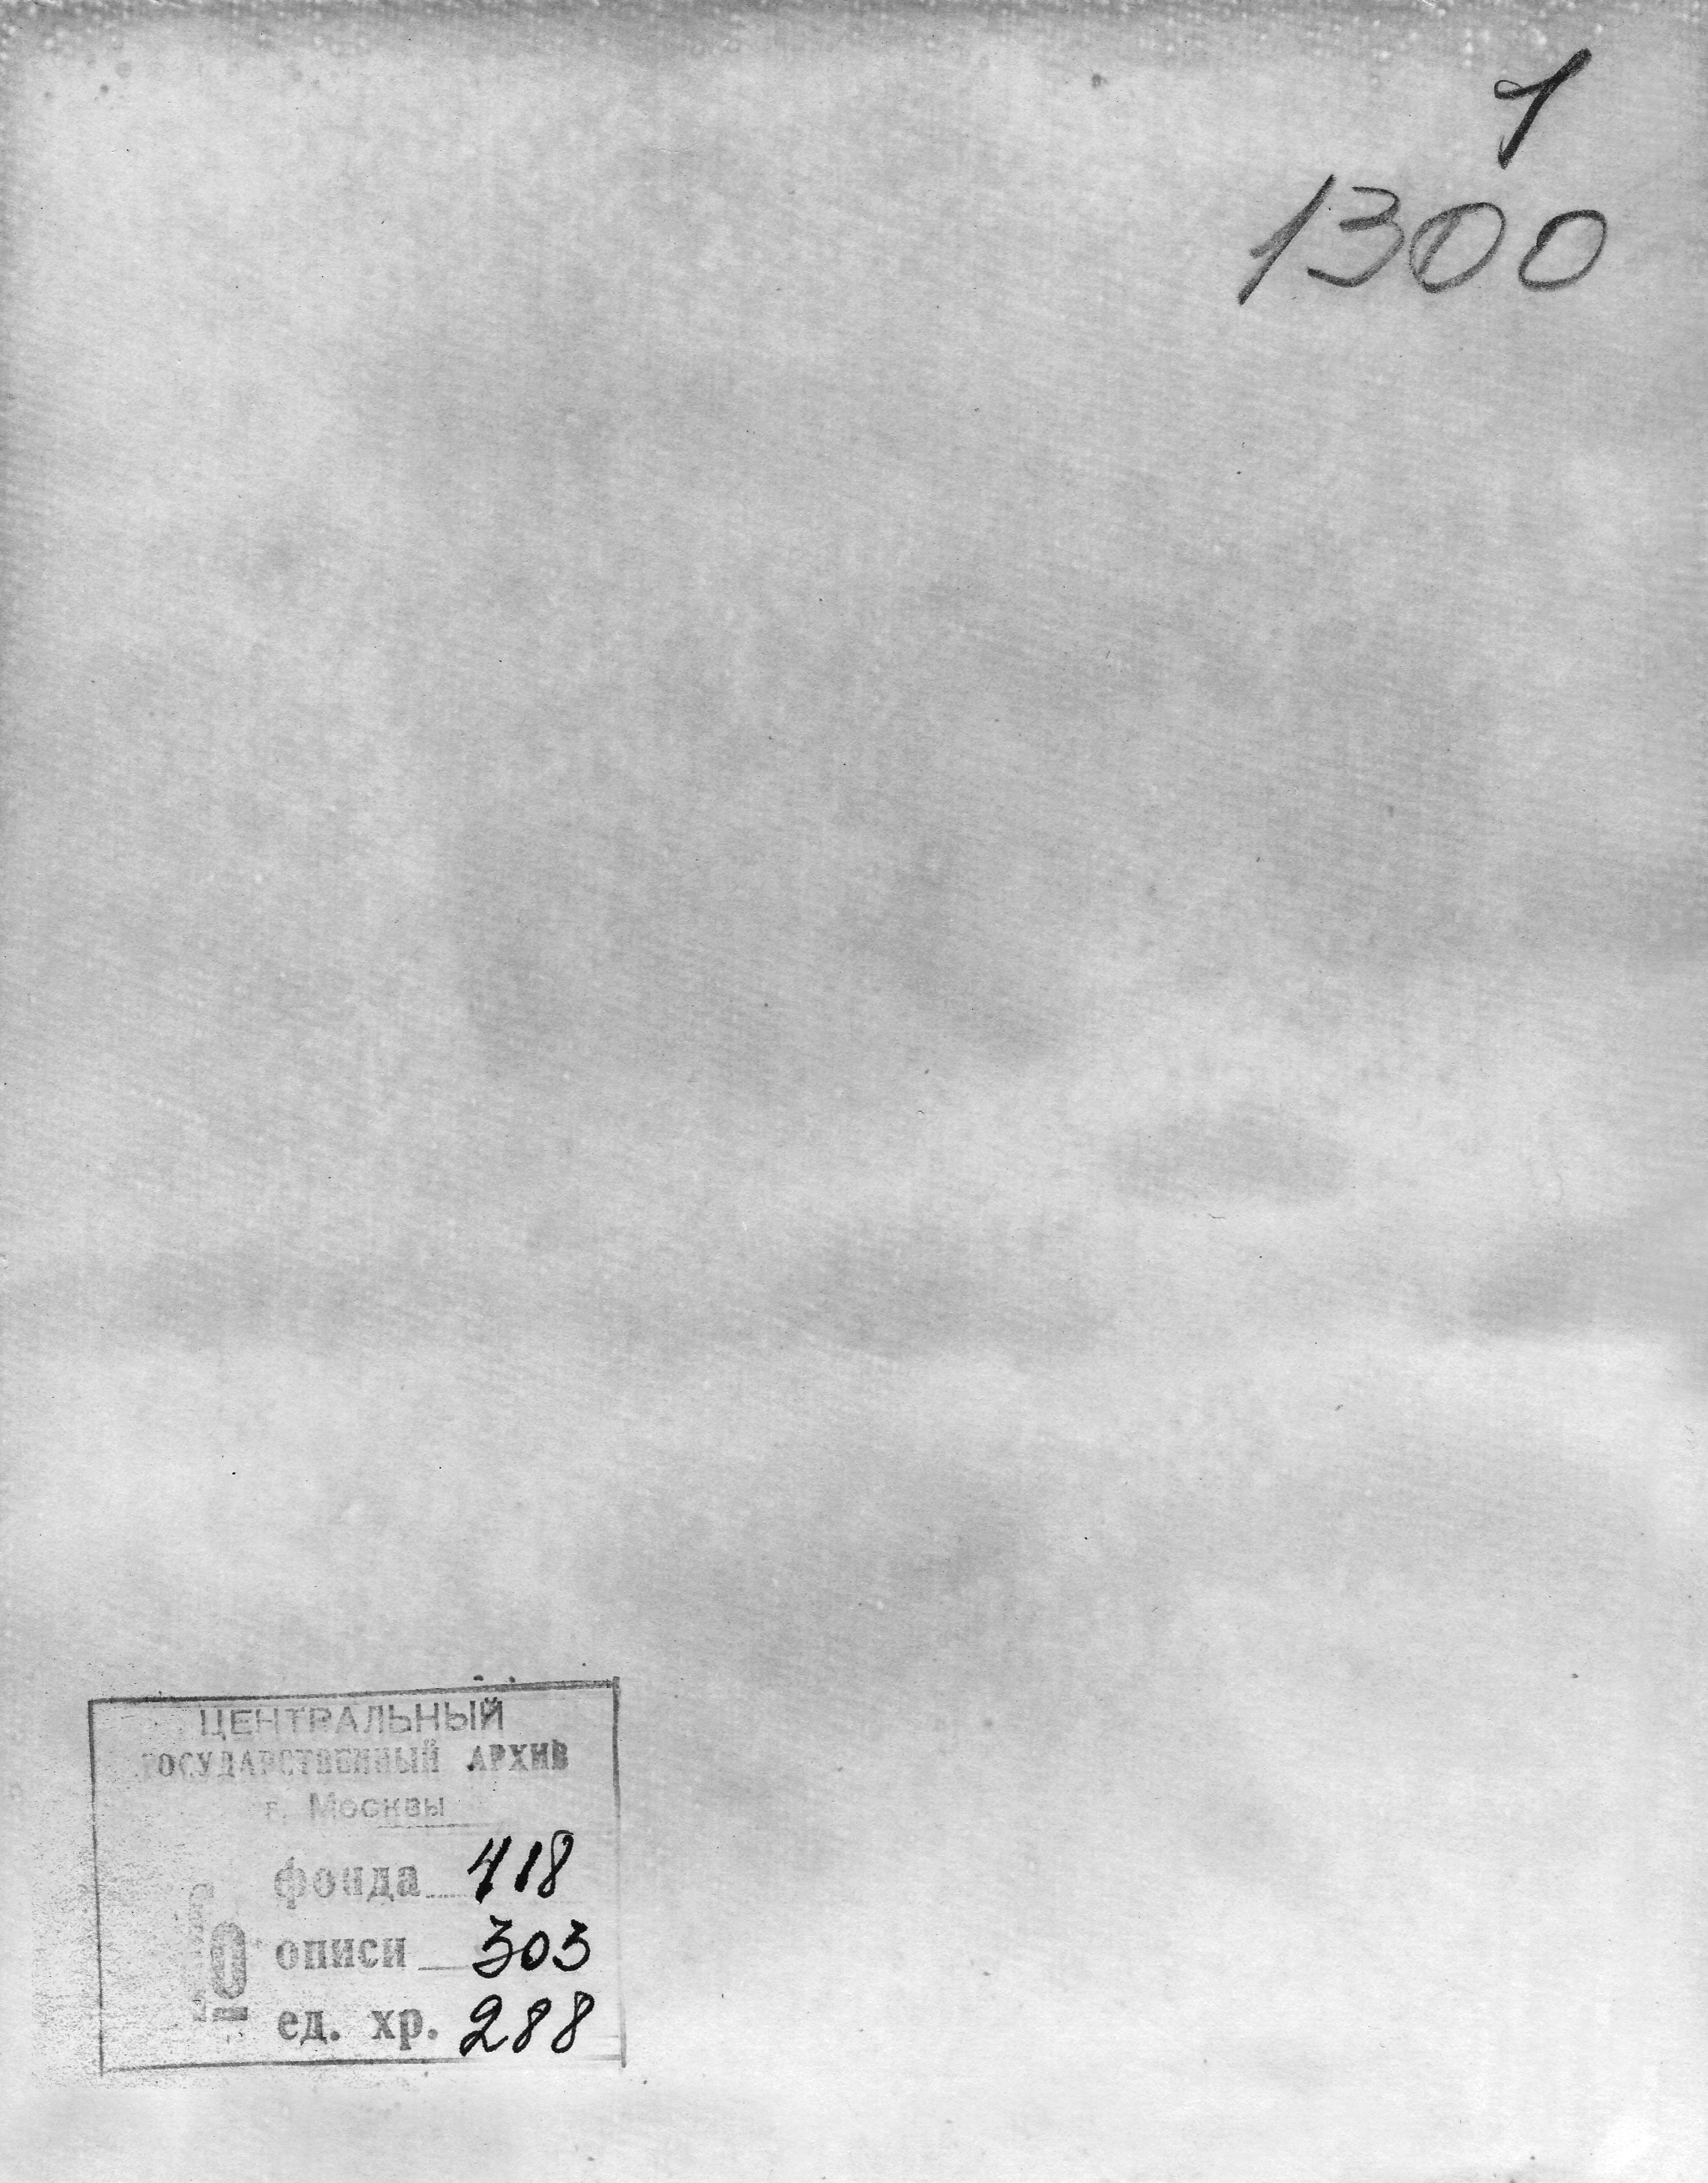 1
1300
ЦЕНТРАЛЬНЫЙ
ГОСУДАРСТВЕННЫЙ АРХИВ
г. Москвы
фонда 418
описи 303
ед. хр. 288